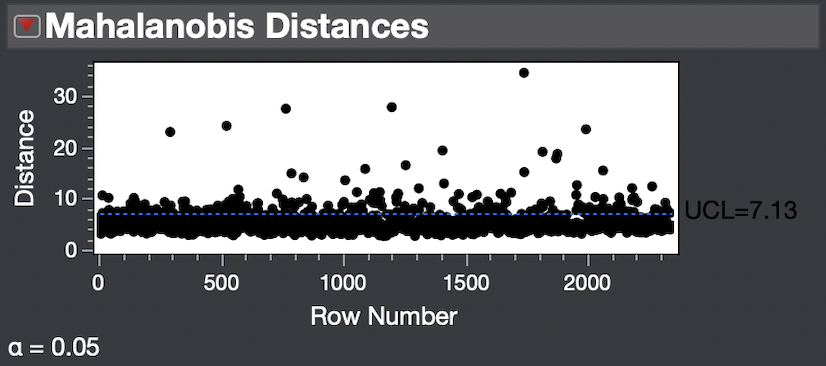 Mahalanobis Distances
Distance
30
20
10
0
UCL=7.13
0 500 1000 1500 2000
Row Number
α = 0.05